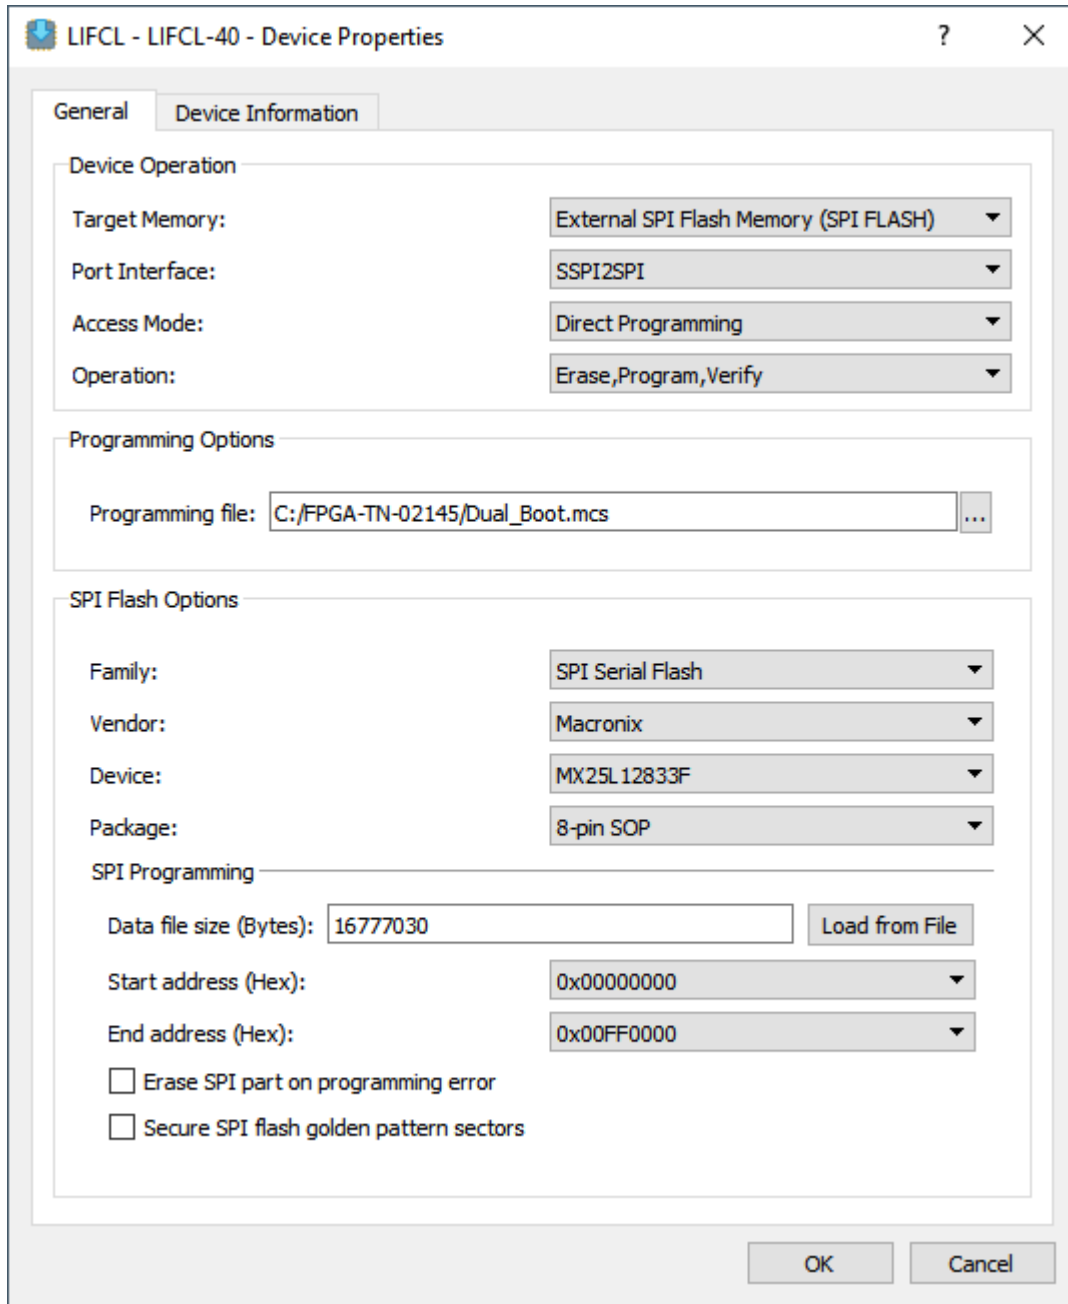 LIFCL - LIFCL-40 - Device Properties ?
General Device Information
Device Operation
Target Memory: External SPI Flash Memory (SPI FLASH)
Port Interface: SSPI2SPI
Access Mode: Direct Programming
Operation: Erase,Program,Verify
Programming Options
Programming file: C:/FPGA-TN-02145/Dual_Boot.mcs ...
SPI Flash Options
Family: SPI Serial Flash
Vendor: Macronix
Device: MX25L12833F
Package: 8-pin SOP
SPI Programming
Data file size (Bytes): 16777030 Load from File
Start address (Hex): 0x00000000
End address (Hex): 0x00FF0000
Erase SPI part on programming error
Secure SPI flash golden pattern sectors
OK Cancel